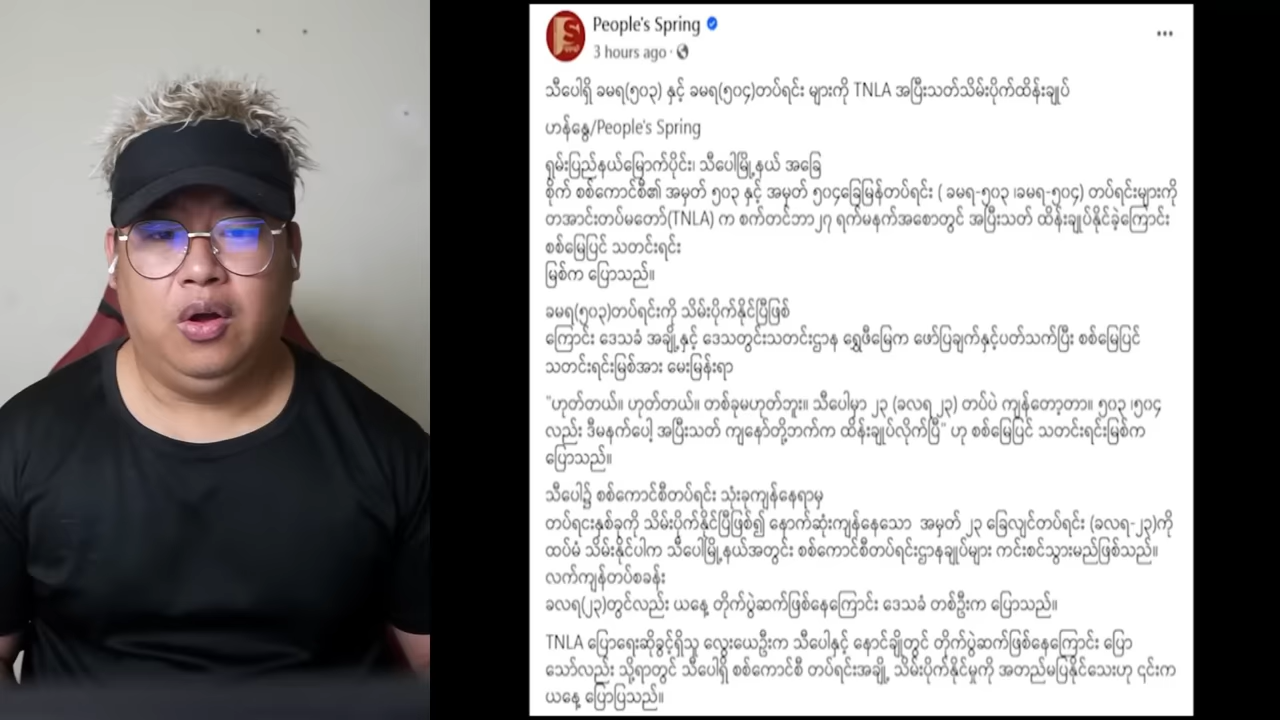 People's Spring
3 hours ago
သီပေါရှိ ခမရ(၅၀၃) နှင့် ခမရ(၅၀၄)တပ်ရင်း များကို TNLA အပြီးသတ်သိမ်းပိုက်ထိန်းချုပ်
ဟန်နွေ/People's Spring
ရှမ်းပြည်နယ်မြောက်ပိုင်း၊ သီပေါမြို့နယ် အခြေ
စိုက် စစ်ကောင်စီ၏ အမှတ် ၅၀၃ နှင့် အမှတ် ၅၀၄ခြေမြန်တပ်ရင်း ( ခမရ-၅၀၃ ၊ခမရ-၅၀၄) တပ်ရင်းများကို
တအာင်းတပ်မတော်(TNLA) က စက်တင်ဘာ၂၇ ရက်မနက်အစောတွင် အပြီးသတ် ထိန်းချုပ်နိုင်ခဲ့ကြောင်း
စစ်မြေပြင် သတင်းရင်း
မြစ်က ပြောသည်။
ခမရ(၅၀၃)တပ်ရင်းကို သိမ်းပိုက်နိုင်ပြီဖြစ်
ကြောင်း ဒေသခံ အချို့နှင့် ဒေသတွင်းသတင်းဌာန ရွှေဖီမြေက ဖော်ပြချက်နှင့်ပတ်သက်ပြီး စစ်မြေပြင်
သတင်းရင်းမြစ်အား မေးမြန်းရာ
"ဟုတ်တယ်။ ဟုတ်တယ်။ တစ်ခုမဟုတ်ဘူး။ သီပေါမှာ ၂၃ (ခလရ၂၃) တပ်ပဲ ကျန်တော့တာ။ ၅၀၃ ၊၅၀၄
လည်း ဒီမနက်ပေါ့ အပြီးသတ် ကျနော်တို့ဘက်က ထိန်းချုပ်လိုက်ပြီ" ဟု စစ်မြေပြင် သတင်းရင်းမြစ်က
ပြောသည်။
သီပေါ၌ စစ်ကောင်စီတပ်ရင်း သုံးခုကျန်နေရာမှ
တပ်ရငးနှစ်ခုကို သိမ်းပိုက်နိုင်ပြီဖြစ်၍ နောက်ဆုံးကျန်နေသော အမှတ် ၂၃ ခြေလျင်တပ်ရင်း (ခလရ-၂၃)ကို
ထပ်မံ သိမ်းနိုင်ပါက သီပေါမြို့နယ်အတွင်း စစ်ကောင်စီတပ်ရင်းဌာနချုပ်များ ကင်းစင်သွားမည်ဖြစ်သည်။
လက်ကျန်တပ်စခန်း
ခလရ(၂၃)တွင်လည်း ယနေ့ တိုက်ပွဲဆက်ဖြစ်နေကြောင်း ဒေသခံ တစ်ဦးက ပြောသည်။
TNLA ပြောရေးဆိုခွင့်ရှိသူ လွေးယေဦးက သီပေါနှင့် နောင်ချိုတွင် တိုက်ပွဲဆက်ဖြစ်နေကြောင်း ပြော
သော်လည်း သို့ရာတွင် သီပေါရှိ စစ်ကောင်စီ တပ်ရင်းအချို့ သိမ်းပိုက်နိုင်မှုကို အတည်မပြုနိုင်သေးဟု ၎င်းက
ယနေ့ ပြောပြသည်။